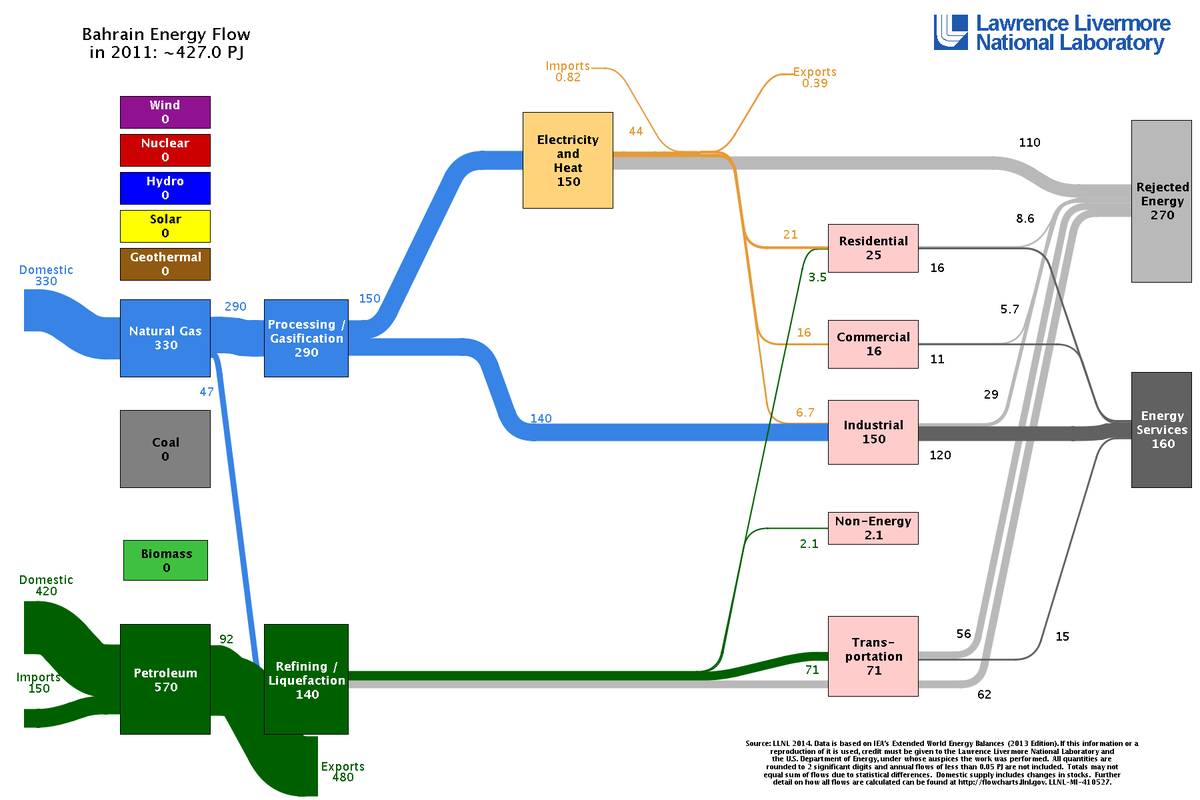 Bahrain Energy Flow
in 2011: ~427.0 PJ
Lawrence Livermore
National Laboratory
Wind
0
Nuclear
0
Hydro
0
Solar
0
Geothermal
0
Domestic
330
Natural Gas
330
290
47
Processing /
Gasification
290
150
140
Coal
0
Biomass
0
Domestic
420
Imports
150
Petroleum
570
92
Refining /
Liquefaction
140
Exports
480
Imports
0.82
Exports
0.39
Electricity
and
Heat
150
44
110
21
3.5
Residential
25
8.6
16
16
Commercial
16
5.7
11
6.7
Industrial
150
29
120
2.1
Non-Energy
2.1
71
Trans-
portation
71
56
62
15
Rejected
Energy
270
Energy
Services
160
Source: LLNL 2014. Data is based on IEA's Extended World Energy Balances (2013 Edition). If this information or a
reproduction of it is used, credit must be given to the Lawrence Livermore National Laboratory and
the U.S. Department of Energy, under whose auspices the work was performed. All quantities are
rounded to 2 significant digits and annual flows of less than 0.05 PJ are not included. Totals may not
equal sum of flows due to statistical differences. Domestic supply includes changes in stocks. Further
detail on how all flows are calculated can be found at http://flowcharts.llnl.gov. LLNL-MI-410527.